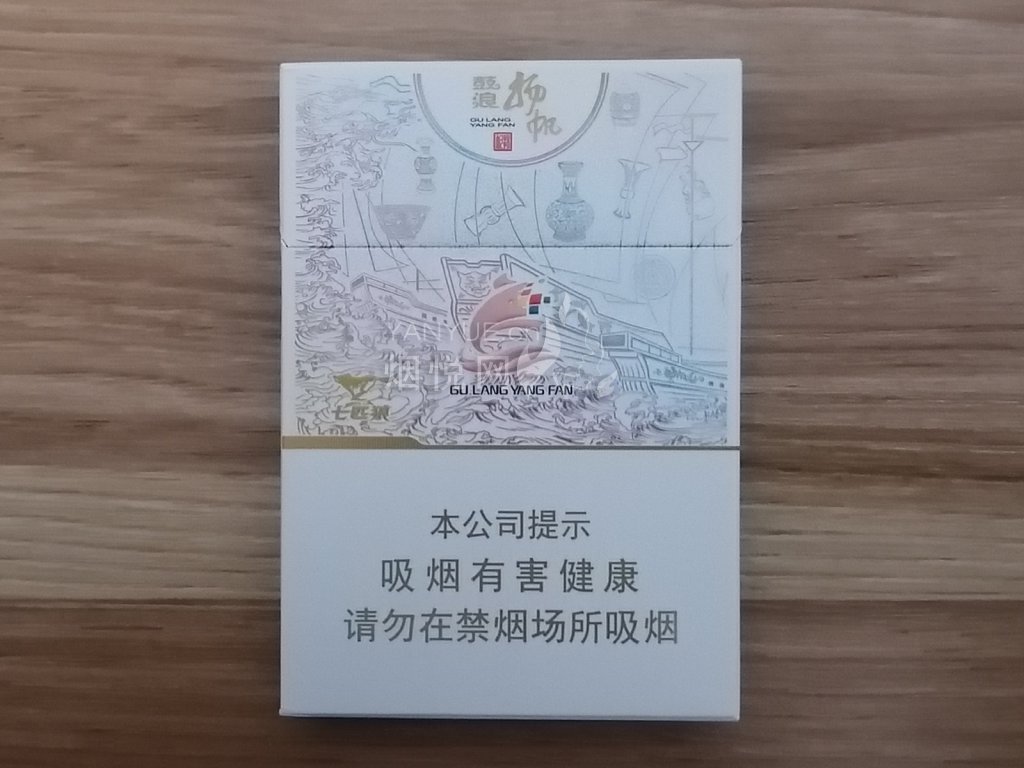 鼓浪
扬帆
GU LANG
YANG FAN
YANYUE.cn
烟悦网
GU LANG YANG FAN
七匹狼
本公司提示
吸烟有害健康
请勿在禁烟场所吸烟